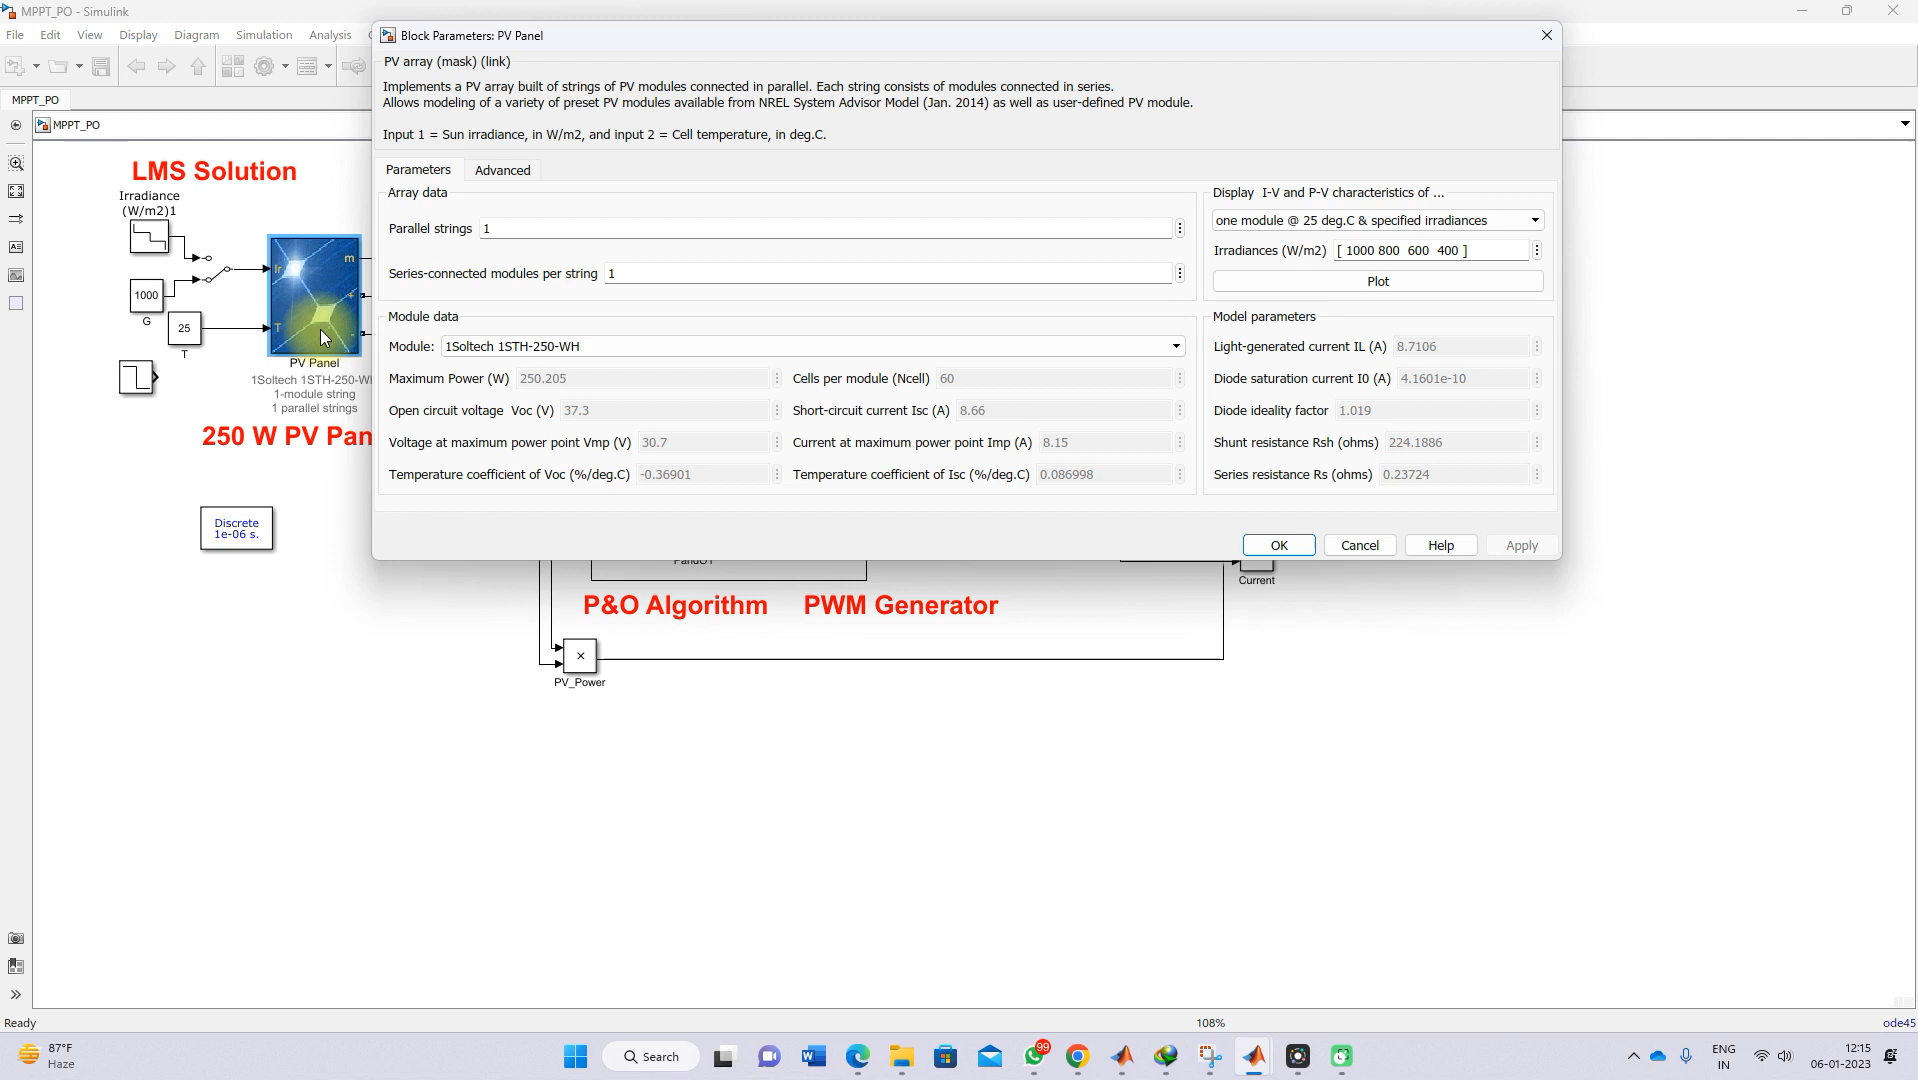 MPPT_PO - Simulink
File Edit View Display Diagram Simulation Analysis
MPPT_PO
MPPT_PO
LMS Solution
Irradiance
(W/m2)1
1000
G
25
T
Ir
T
m
+
-
PV Panel
1Soltech 1STH-250-WH
1-module string
1 parallel strings
250 W PV Pan
Discrete
1e-06 s.
Block Parameters: PV Panel
PV array (mask) (link)
Implements a PV array built of strings of PV modules connected in parallel. Each string consists of modules connected in series.
Allows modeling of a variety of preset PV modules available from NREL System Advisor Model (Jan. 2014) as well as user-defined PV module.
Input 1 = Sun irradiance, in W/m2, and input 2 = Cell temperature, in deg.C.
Parameters Advanced
Array data
Parallel strings 1
Series-connected modules per string 1
Display I-V and P-V characteristics of ...
one module @ 25 deg.C & specified irradiances
Irradiances (W/m2) [ 1000 800 600 400 ]
Plot
Module data
Module: 1Soltech 1STH-250-WH
Maximum Power (W) 250.205 Cells per module (Ncell) 60
Open circuit voltage Voc (V) 37.3 Short-circuit current Isc (A) 8.66
Voltage at maximum power point Vmp (V) 30.7 Current at maximum power point Imp (A) 8.15
Temperature coefficient of Voc (%/deg.C) -0.36901 Temperature coefficient of Isc (%/deg.C) 0.086998
Model parameters
Light-generated current IL (A) 8.7106
Diode saturation current I0 (A) 4.1601e-10
Diode ideality factor 1.019
Shunt resistance Rsh (ohms) 224.1886
Series resistance Rs (ohms) 0.23724
OK Cancel Help Apply
Current
P&O Algorithm PWM Generator
×
PV_Power
Ready 108% ode45
87°F
Haze
Search
99
ENG
IN
12:15
06-01-2023